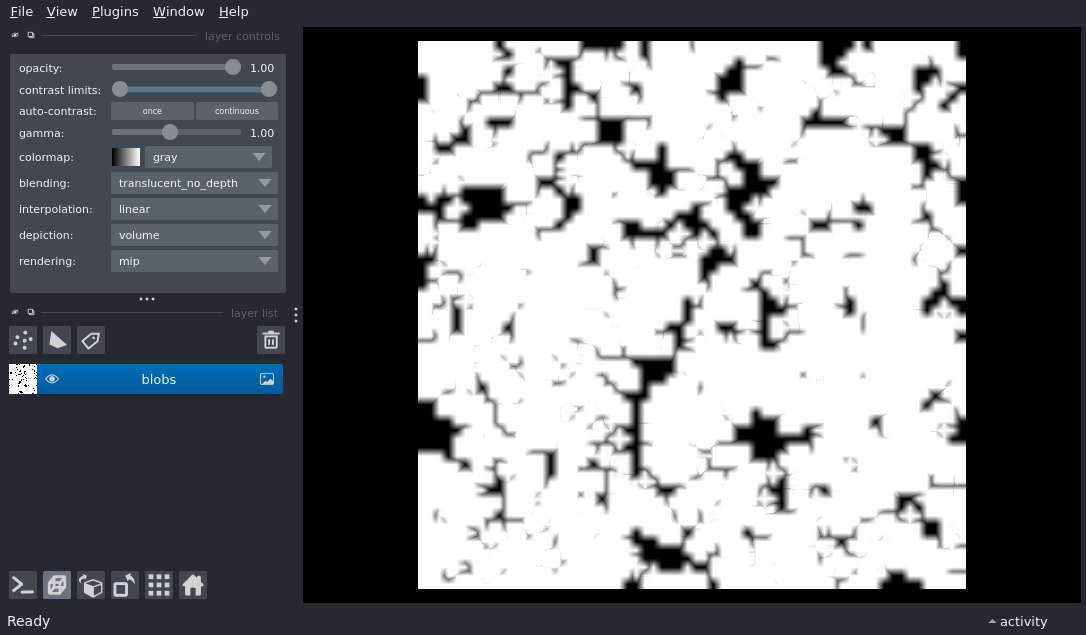 File View Plugins Window Help
layer controls
opacity: 1.00
contrast limits:
auto-contrast: once continuous
gamma: 1.00
colormap: gray
blending: translucent_no_depth
interpolation: linear
depiction: volume
rendering: mip
layer list
blobs
Ready activity